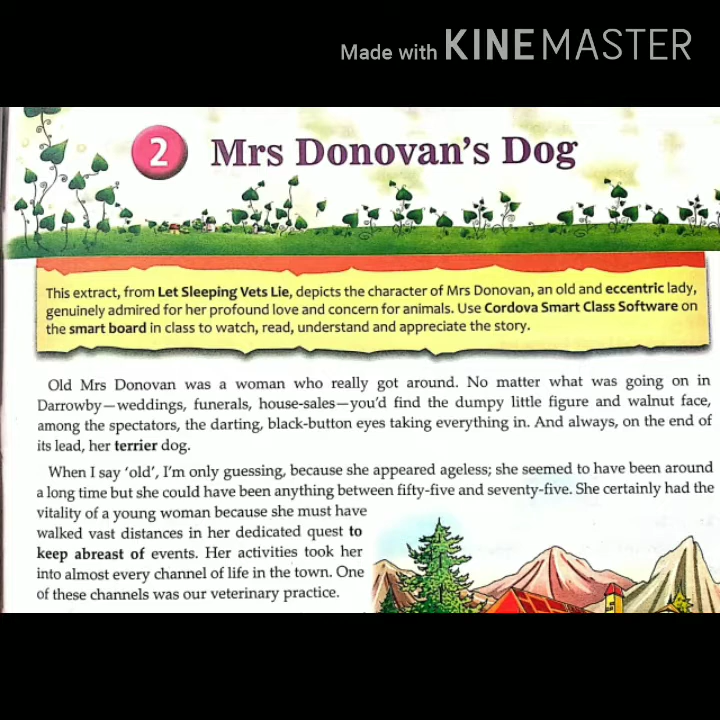 Made with KINEMASTER
2 Mrs Donovan's Dog
This extract, from Let Sleeping Vets Lie, depicts the character of Mrs Donovan, an old and eccentric lady,
genuinely admired for her profound love and concern for animals. Use Cordova Smart Class Software on
the smart board in class to watch, read, understand and appreciate the story.
Old Mrs Donovan was a woman who really got around. No matter what was going on in
Darrowby—weddings, funerals, house-sales—you'd find the dumpy little figure and walnut face,
among the spectators, the darting, black-button eyes taking everything in. And always, on the end of
its lead, her terrier dog.
When I say 'old', I'm only guessing, because she appeared ageless; she seemed to have been around
a long time but she could have been anything between fifty-five and seventy-five. She certainly had the
vitality of a young woman because she must have
walked vast distances in her dedicated quest to
keep abreast of events. Her activities took her
into almost every channel of life in the town. One
of these channels was our veterinary practice.